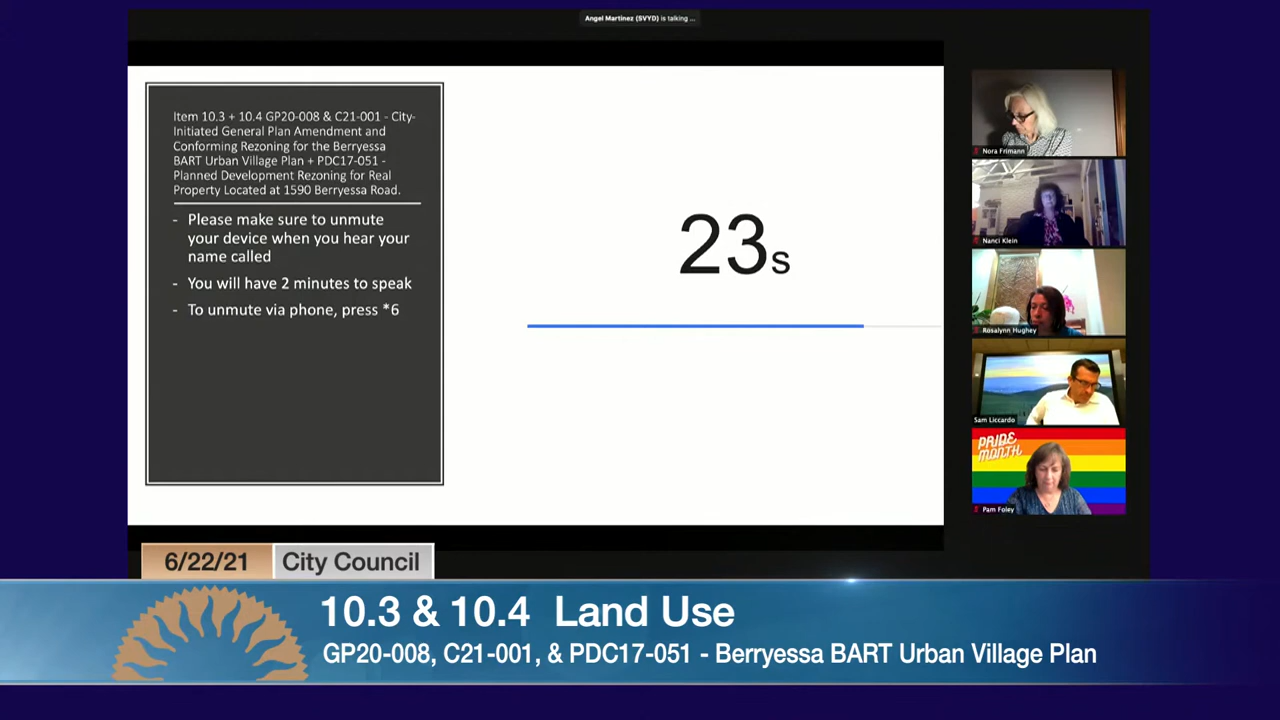 Angel Martinez (SVYD) is talking ...
Item 10.3 + 10.4 GP20-008 & C21-001 - City-
Initiated General Plan Amendment and
Conforming Rezoning for the Berryessa
BART Urban Village Plan + PDC17-051 -
Planned Development Rezoning for Real
Property Located at 1590 Berryessa Road.
- Please make sure to unmute
your device when you hear your
name called
- You will have 2 minutes to speak
- To unmute via phone, press *6
23s
Nora Frimann
Nanci Klein
Rosalynn Hughey
Sam Liccardo
PRIDE
MONTH
Pam Foley
6/22/21 City Council
10.3 & 10.4 Land Use
GP20-008, C21-001, & PDC17-051 - Berryessa BART Urban Village Plan